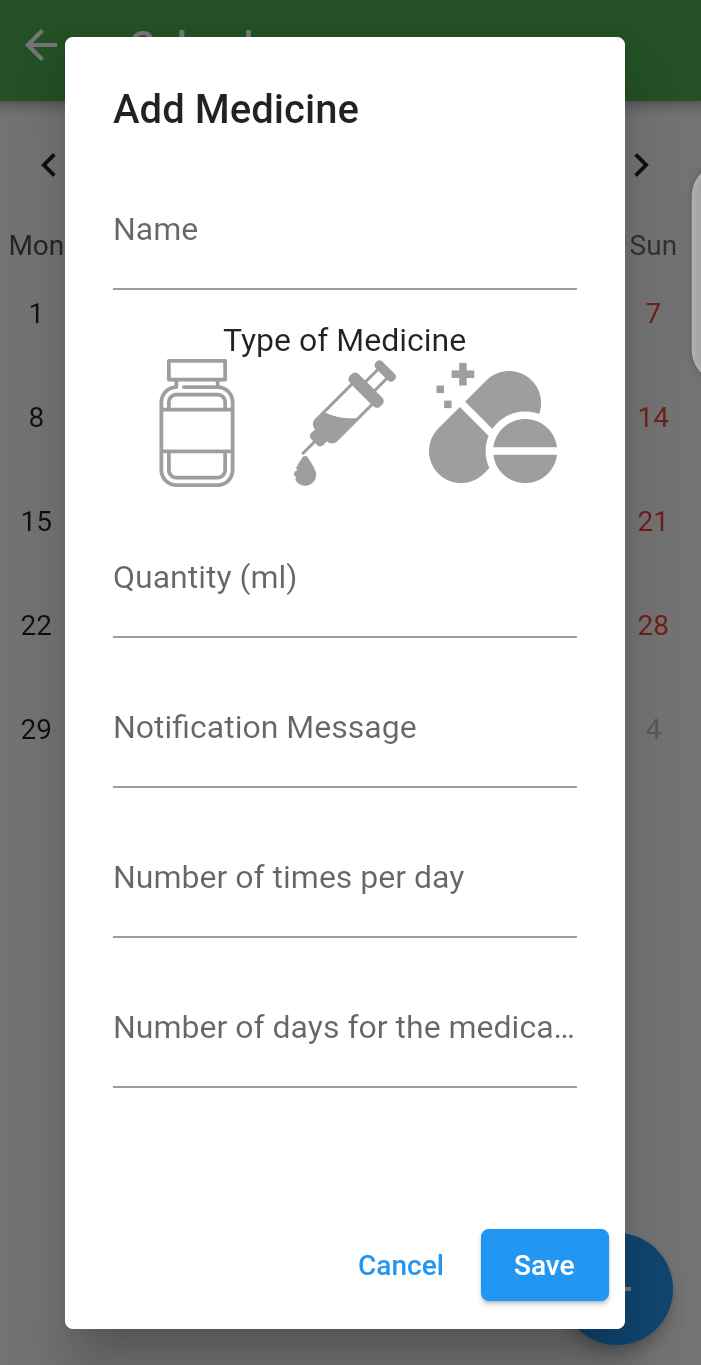 Add Medicine
Mon
Sun
Name
1
7
Type of Medicine
8
14
15
21
Quantity (ml)
22
28
Notification Message
29
4
Number of times per day
Number of days for the medica...
Cancel
Save